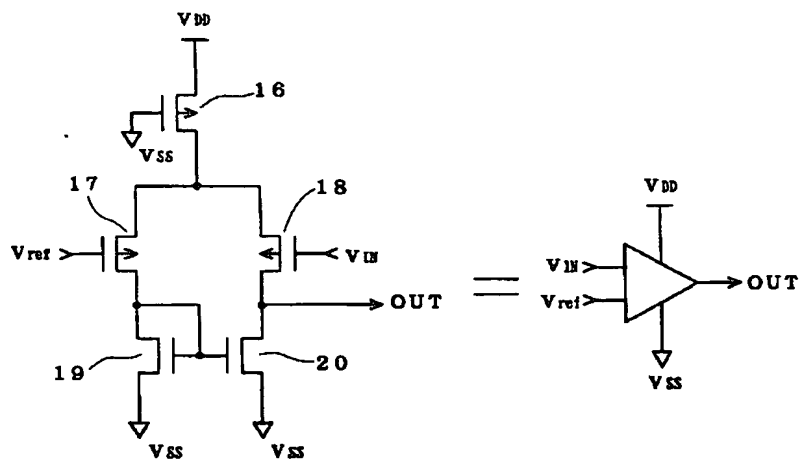 VDD
16
VSS
17
18
VDD
Vref
VIN
VIN
OUT
OUT
Vref
19
20
VSS
VSS
VSS